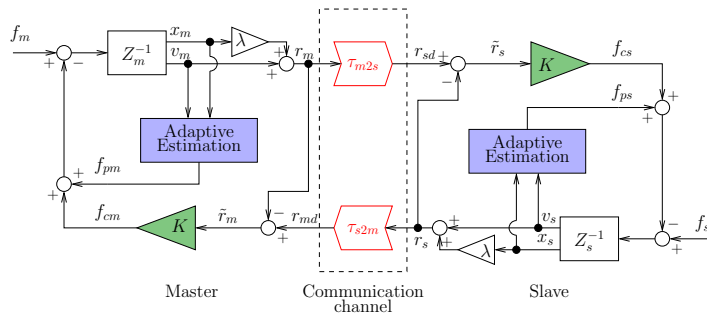 f_m
+
−
Z_m^{-1}
x_m
v_m
λ
+
+
r_m
τ_{m2s}
r_{sd}
+
−
r̃_s
K
f_{cs}
+
f_{ps}
+
Adaptive
Estimation
f_{pm}
+
+
f_{cm}
K
r̃_m
−
+
r_{md}
τ_{s2m}
r_s
+
+
λ
v_s
x_s
Z_s^{-1}
−
+
f_s
Adaptive
Estimation
Master
Communication
channel
Slave